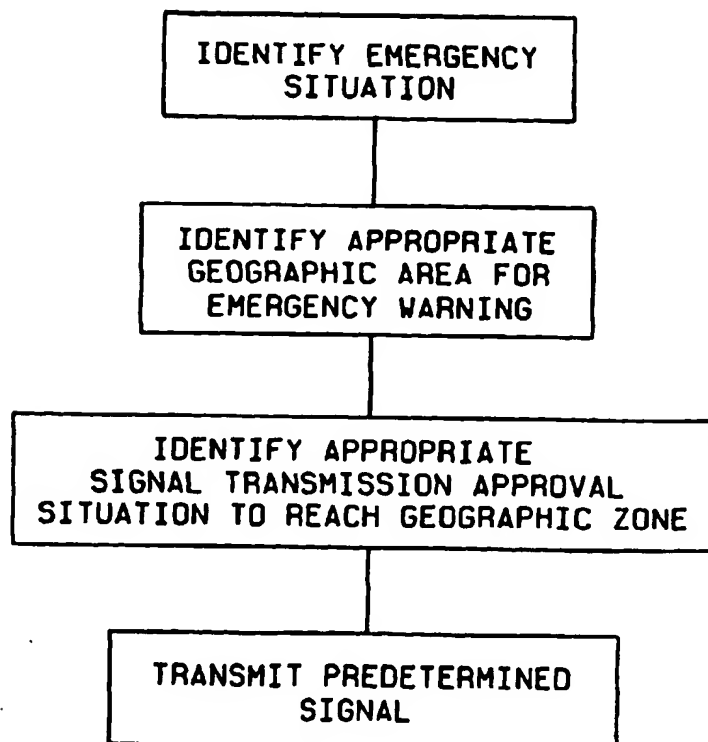 IDENTIFY EMERGENCY
SITUATION
IDENTIFY APPROPRIATE
GEOGRAPHIC AREA FOR
EMERGENCY WARNING
IDENTIFY APPROPRIATE
SIGNAL TRANSMISSION APPROVAL
SITUATION TO REACH GEOGRAPHIC ZONE
TRANSMIT PREDETERMINED
SIGNAL